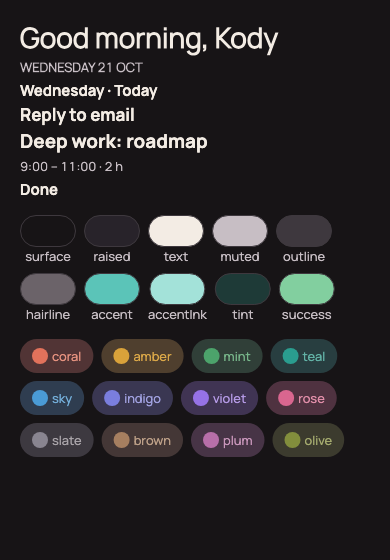 Good morning, Kody
WEDNESDAY 21 OCT
Wednesday · Today
Reply to email
Deep work: roadmap
9:00 – 11:00 · 2 h
Done
surface raised text muted outline
hairline accent accentInk tint success
coral amber mint teal
sky indigo violet rose
slate brown plum olive